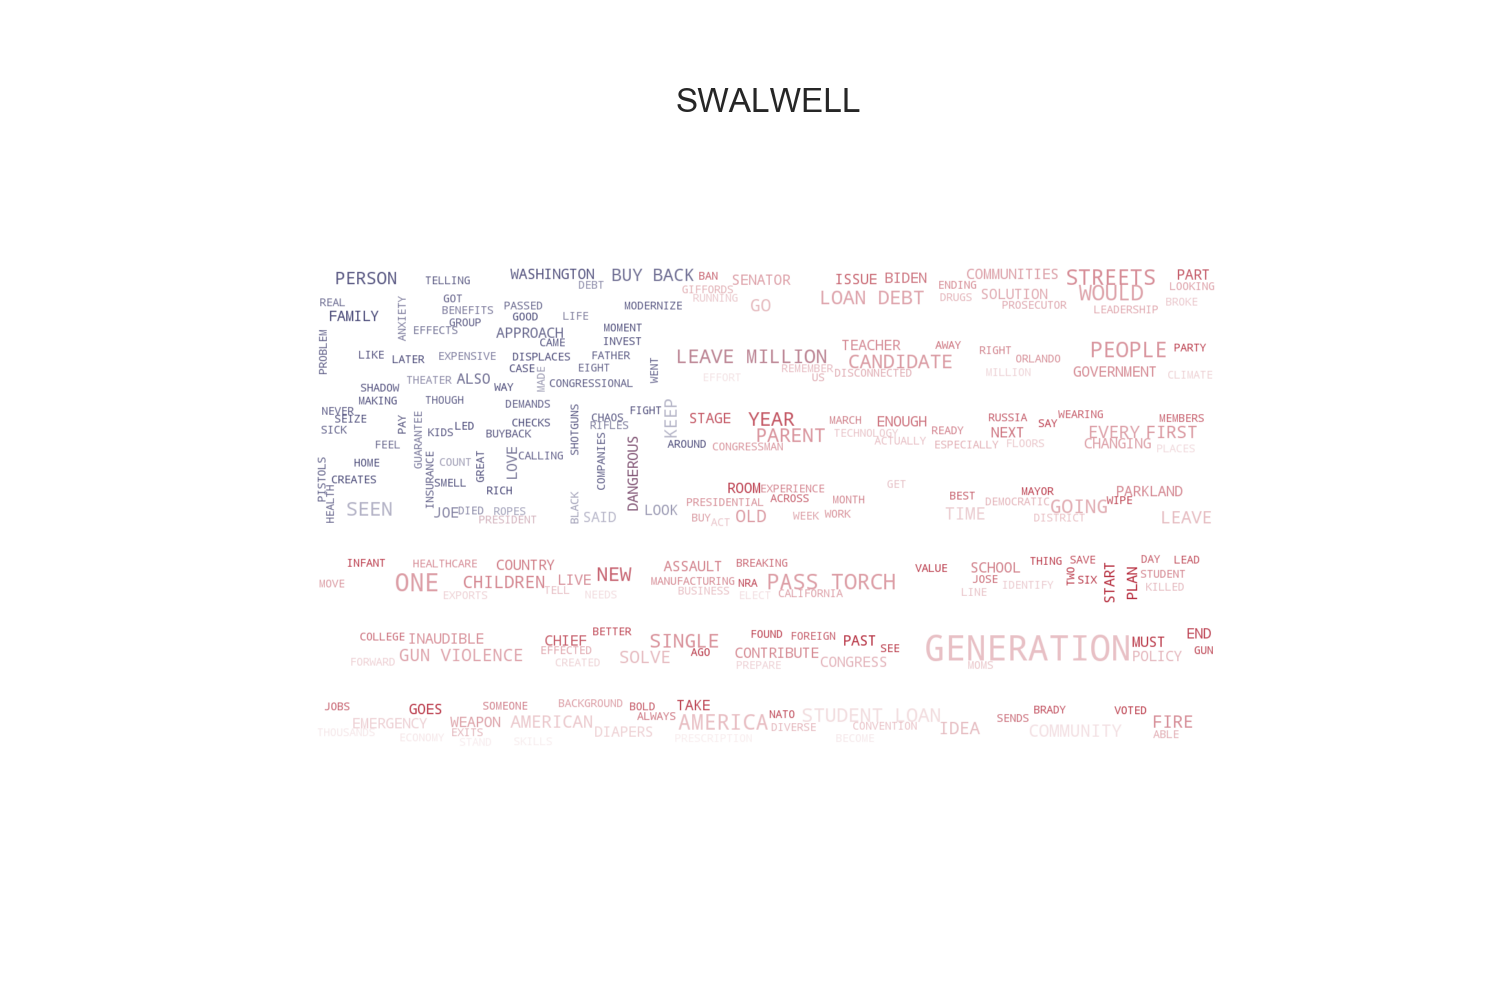 SWALWELL
PERSON TELLING WASHINGTON BUY BACK BAN SENATOR ISSUE BIDEN COMMUNITIES STREETS PART
DEBT GIFFORDS ENDING LOOKING
REAL GOT RUNNING GO LOAN DEBT DRUGS SOLUTION WOULD BROKE
FAMILY ANXIETY BENEFITS PASSED GOOD LIFE MODERNIZE PROSECUTOR LEADERSHIP
EFFECTS GROUP APPROACH MOMENT
PROBLEM CAME INVEST TEACHER AWAY RIGHT PEOPLE PARTY
LIKE LATER EXPENSIVE DISPLACES FATHER LEAVE MILLION CANDIDATE ORLANDO
CASE EIGHT WENT REMEMBER DISCONNECTED MILLION GOVERNMENT CLIMATE
THEATER ALSO WAY MADE CONGRESSIONAL EFFORT US
SHADOW
MAKING THOUGH DEMANDS
NEVER SEIZE PAY GUARANTEE CHECKS SHOTGUNS CHAOS FIGHT KEEP STAGE YEAR MARCH ENOUGH RUSSIA SAY WEARING MEMBERS
SICK KIDS LED BUYBACK RIFLES PARENT TECHNOLOGY READY NEXT EVERY FIRST
FEEL AROUND CONGRESSMAN ACTUALLY ESPECIALLY FLOORS CHANGING PLACES
HOME COUNT GREAT LOVE CALLING COMPANIES DANGEROUS
PISTOLS CREATES INSURANCE SMELL RICH ROOM EXPERIENCE GET MAYOR PARKLAND
HEALTH PRESIDENTIAL ACROSS MONTH BEST DEMOCRATIC WIPE
SEEN JOE DIED ROPES BLACK SAID LOOK OLD WEEK WORK TIME GOING
PRESIDENT BUY ACT DISTRICT LEAVE
INFANT HEALTHCARE COUNTRY ASSAULT BREAKING VALUE SCHOOL THING SAVE DAY LEAD
MOVE ONE CHILDREN LIVE NEW MANUFACTURING NRA PASS TORCH JOSE IDENTIFY TWO SIX START PLAN STUDENT
EXPORTS TELL NEEDS BUSINESS ELECT CALIFORNIA LINE KILLED
COLLEGE INAUDIBLE CHIEF BETTER SINGLE FOUND FOREIGN PAST SEE GENERATION MUST END
FORWARD GUN VIOLENCE EFFECTED CREATED SOLVE AGO CONTRIBUTE CONGRESS POLICY GUN
PREPARE MOMS
JOBS GOES SOMEONE BACKGROUND BOLD TAKE NATO STUDENT LOAN SENDS BRADY VOTED
EMERGENCY WEAPON AMERICAN ALWAYS AMERICA DIVERSE CONVENTION IDEA FIRE
THOUSANDS ECONOMY EXITS STAND SKILLS DIAPERS PRESCRIPTION BECOME COMMUNITY ABLE